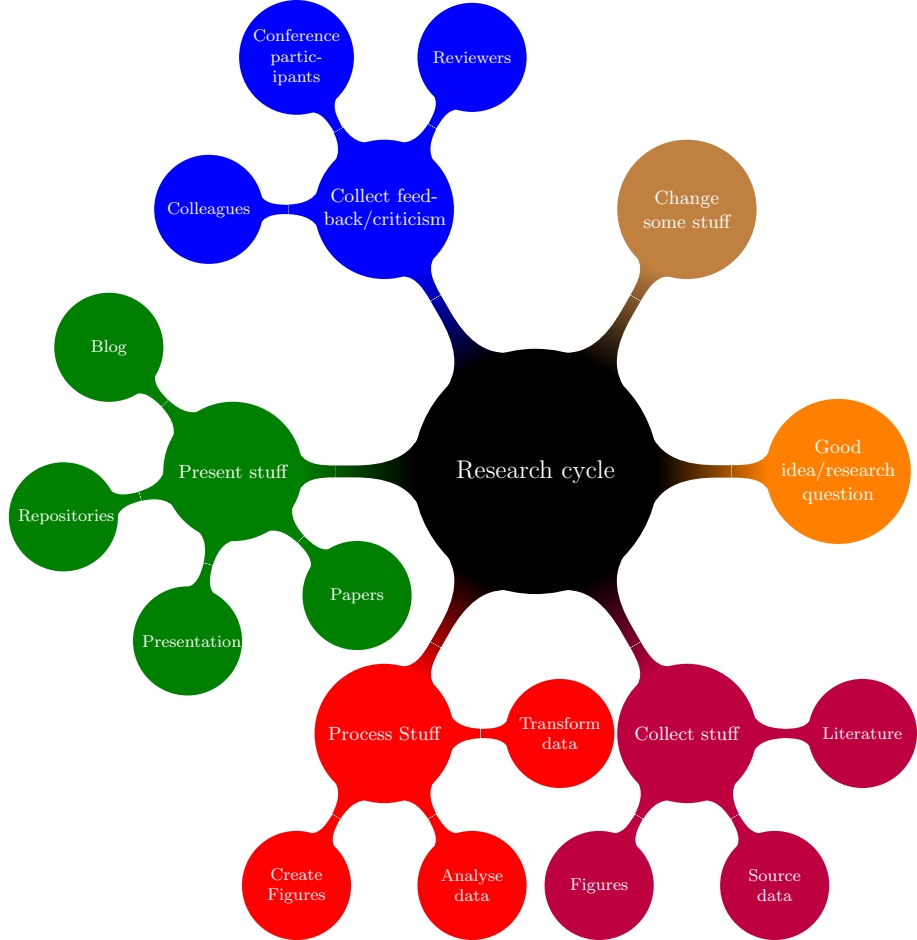 Conference
partic-
ipants
Reviewers
Colleagues
Collect feed-
back/criticism
Change
some stuff
Blog
Present stuff
Research cycle
Good
idea/research
question
Repositories
Papers
Presentation
Process Stuff
Transform
data
Collect stuff
Literature
Create
Figures
Analyse
data
Figures
Source
data